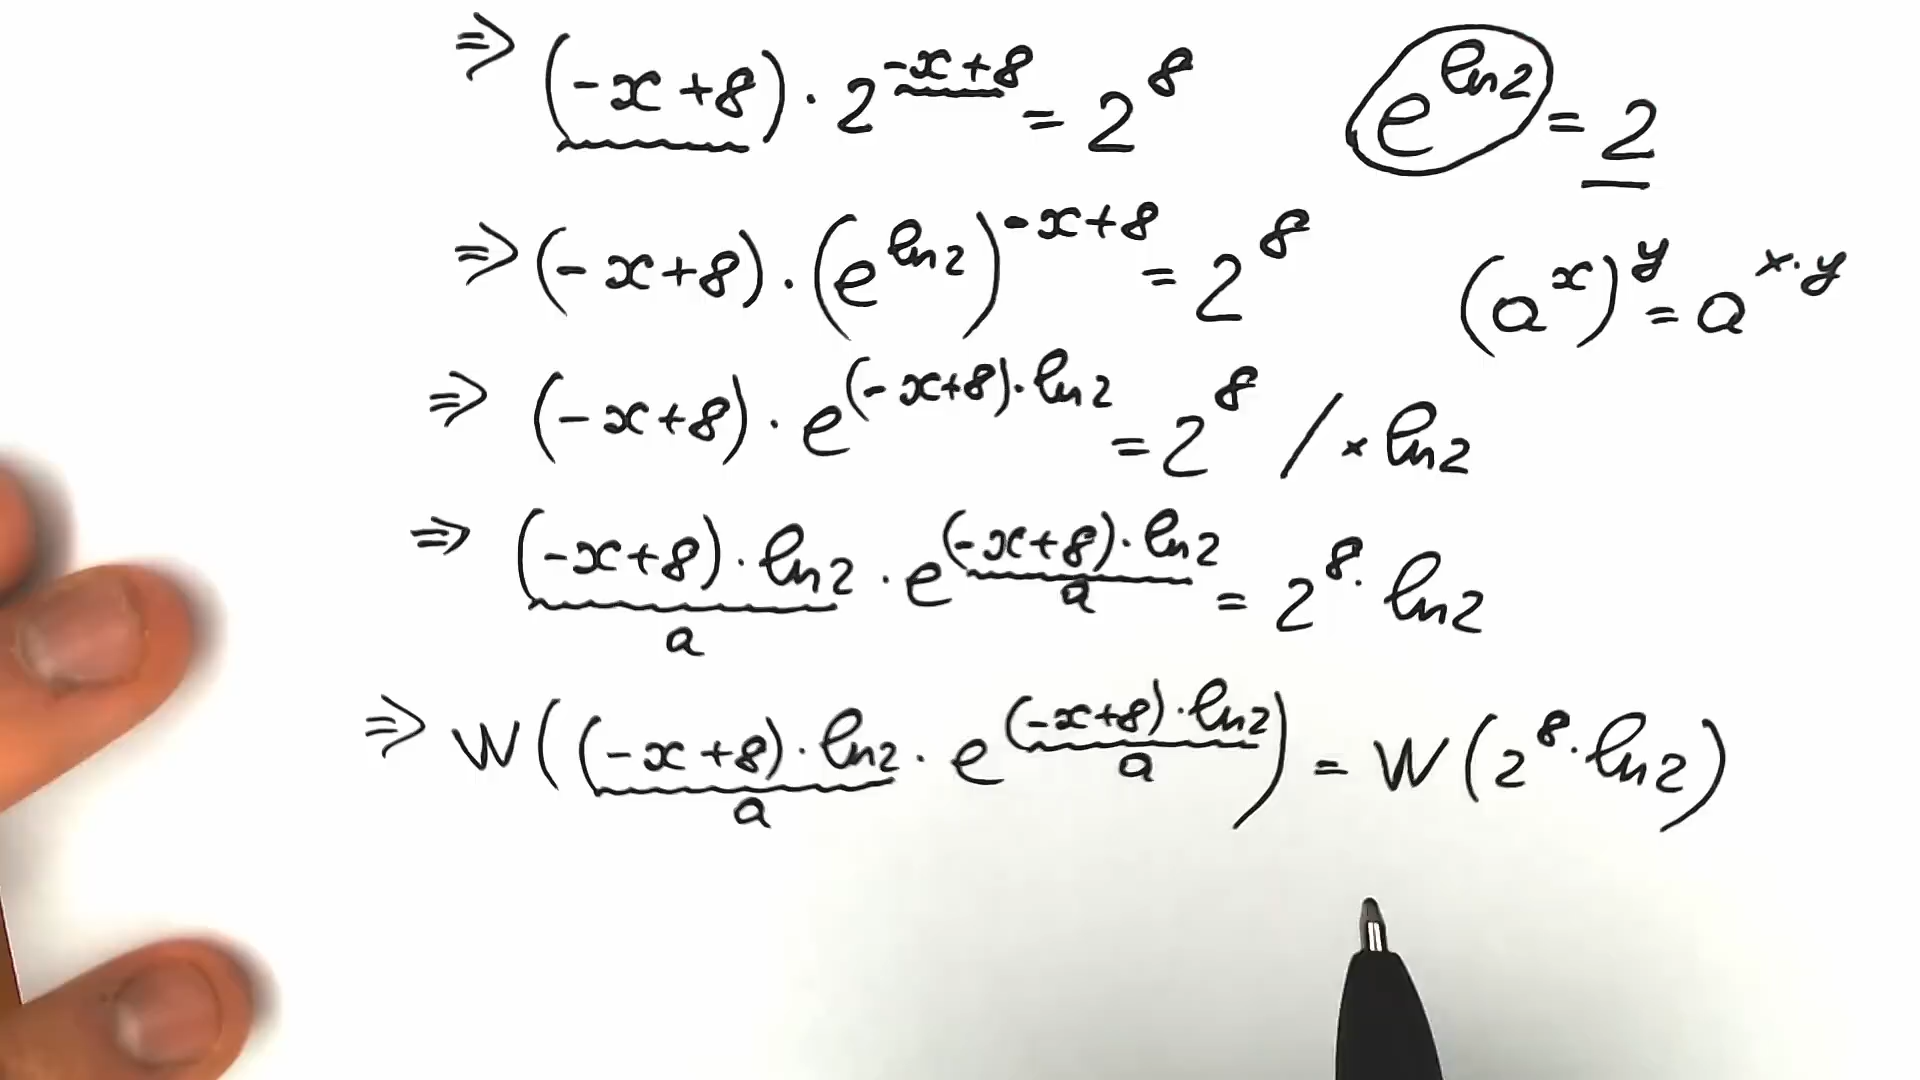 ⇒ (-x+8) · 2^(-x+8) = 2^8
e^(ln2) = 2
⇒ (-x+8) · (e^(ln2))^(-x+8) = 2^8
(a^x)^y = a^(x·y)
⇒ (-x+8) · e^((-x+8)·ln2) = 2^8 / × ln2
⇒ (-x+8) · ln2 · e^((-x+8)·ln2) = 2^8 · ln2
a a
⇒ W((-x+8) · ln2 · e^((-x+8)·ln2)) = W(2^8 · ln2)
a a